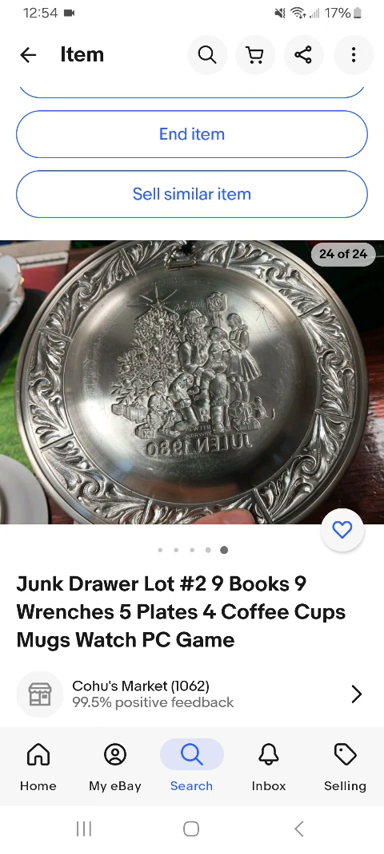 12:54
17%
Item
End item
Sell similar item
24 of 24
JULEN 1980
Junk Drawer Lot #2 9 Books 9
Wrenches 5 Plates 4 Coffee Cups
Mugs Watch PC Game
Cohu's Market (1062)
99.5% positive feedback
Home
My eBay
Search
Inbox
Selling